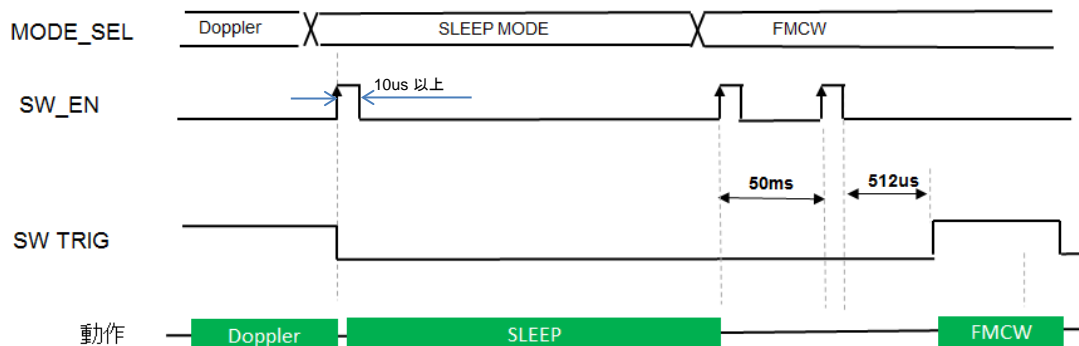 MODE_SEL Doppler SLEEP MODE FMCW
SW_EN 10us 以上
50ms 512us
SW TRIG
動作 Doppler SLEEP FMCW